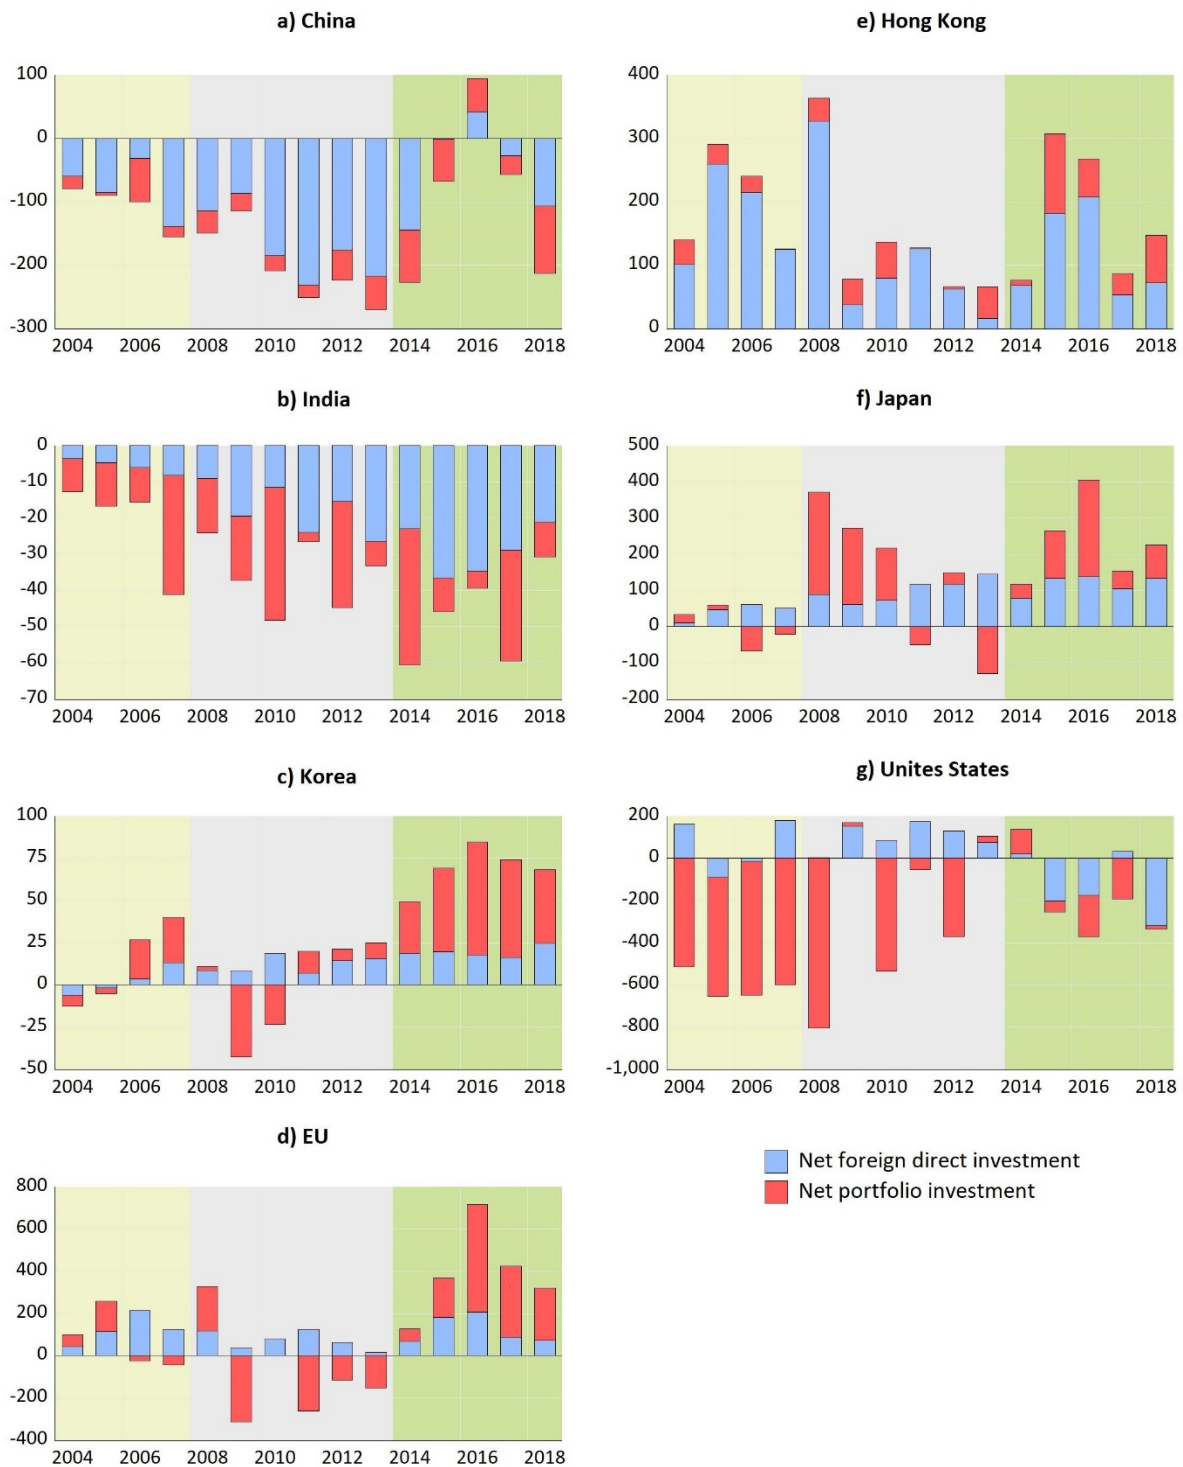 a) China
100
0
-100
-200
-300
2004 2006 2008 2010 2012 2014 2016 2018
b) India
0
-10
-20
-30
-40
-50
-60
-70
2004 2006 2008 2010 2012 2014 2016 2018
c) Korea
100
75
50
25
0
-25
-50
2004 2006 2008 2010 2012 2014 2016 2018
d) EU
800
600
400
200
0
-200
-400
2004 2006 2008 2010 2012 2014 2016 2018
e) Hong Kong
400
300
200
100
0
2004 2006 2008 2010 2012 2014 2016 2018
f) Japan
500
400
300
200
100
0
-100
-200
2004 2006 2008 2010 2012 2014 2016 2018
g) Unites States
200
0
-200
-400
-600
-800
-1,000
2004 2006 2008 2010 2012 2014 2016 2018
Net foreign direct investment
Net portfolio investment